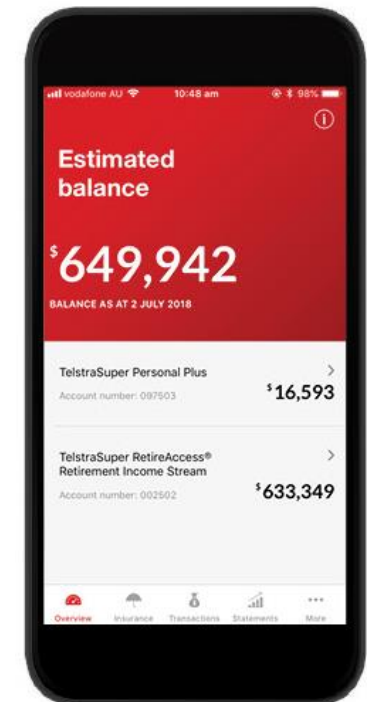 vodafone AU 10:48 am 98%
Estimated
balance
$649,942
BALANCE AS AT 2 JULY 2018
TelstraSuper Personal Plus
Account number: 097503
$16,593
TelstraSuper RetireAccess®
Retirement Income Stream
Account number: 002502
$633,349
Overview Insurance Transactions Statements More